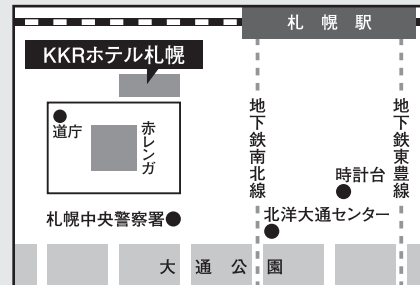 札幌駅
KKRホテル札幌
道庁
赤レンガ
地下鉄南北線
地下鉄東豊線
時計台
札幌中央警察署
北洋大通センター
大通公園